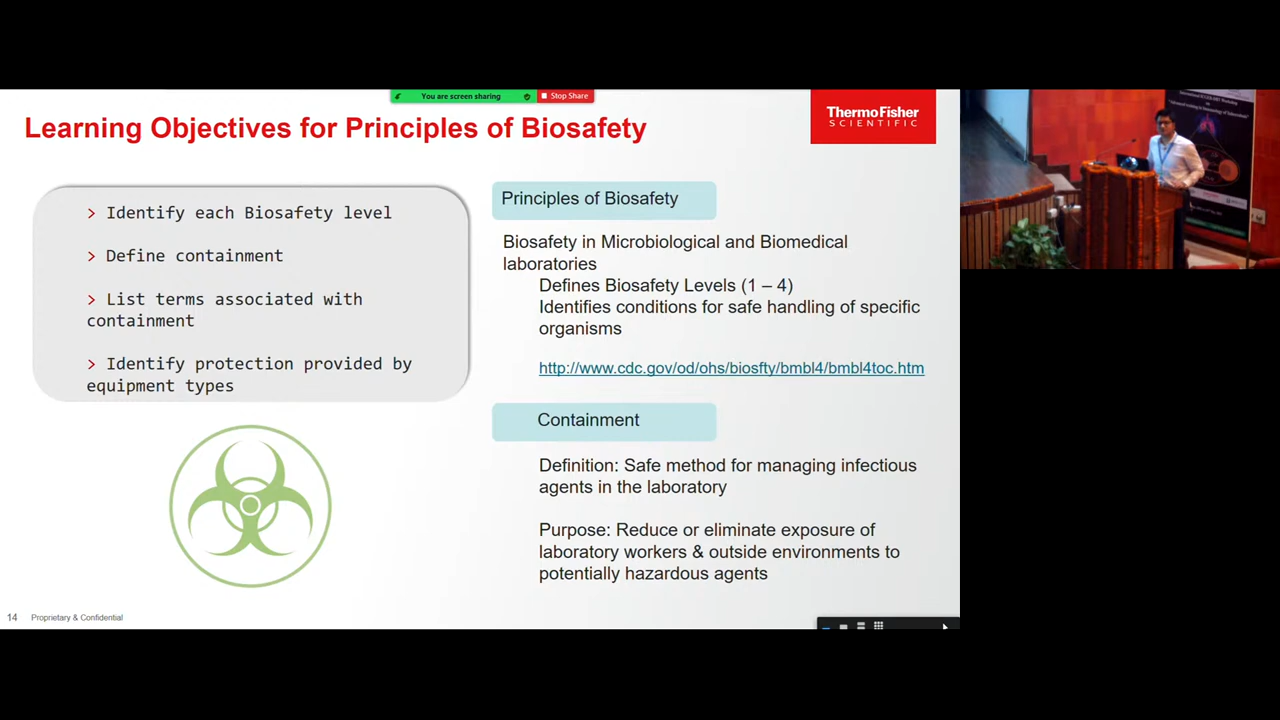 You are screen sharing
Stop Share
Learning Objectives for Principles of Biosafety
ThermoFisher
SCIENTIFIC
> Identify each Biosafety level
> Define containment
> List terms associated with
containment
> Identify protection provided by
equipment types
Principles of Biosafety
Biosafety in Microbiological and Biomedical
laboratories
Defines Biosafety Levels (1 – 4)
Identifies conditions for safe handling of specific
organisms
http://www.cdc.gov/od/ohs/biosfty/bmbl4/bmbl4toc.htm
Containment
Definition: Safe method for managing infectious
agents in the laboratory
Purpose: Reduce or eliminate exposure of
laboratory workers & outside environments to
potentially hazardous agents
14
Proprietary & Confidential